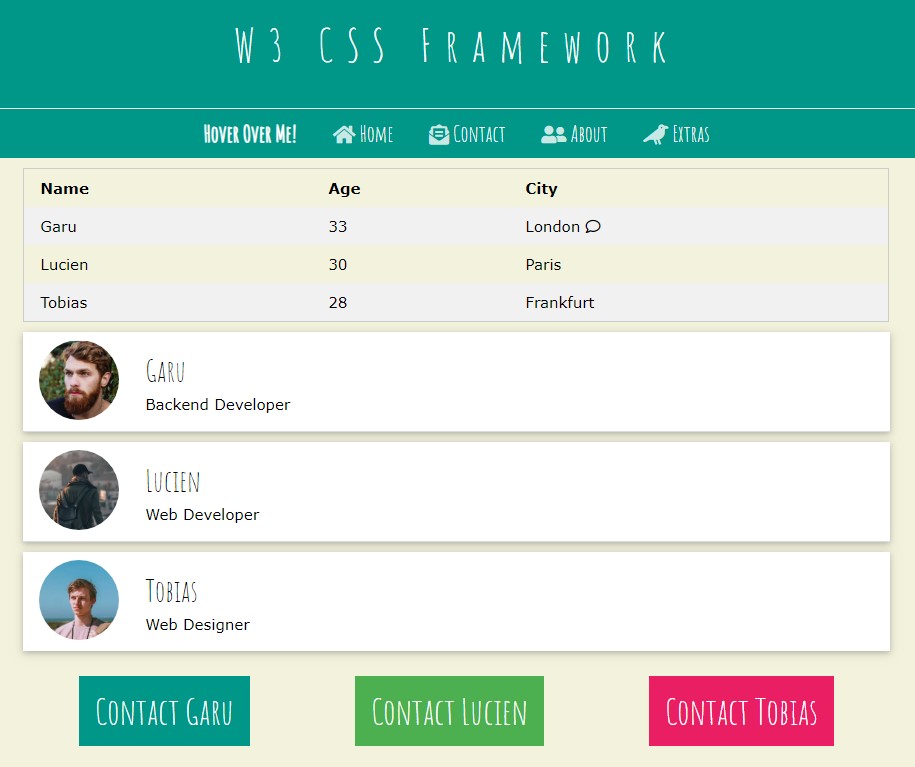 W3 CSS Framework
Hover Over Me! Home Contact About Extras
Name Age City
Garu 33 London
Lucien 30 Paris
Tobias 28 Frankfurt
Garu
Backend Developer
Lucien
Web Developer
Tobias
Web Designer
Contact Garu Contact Lucien Contact Tobias